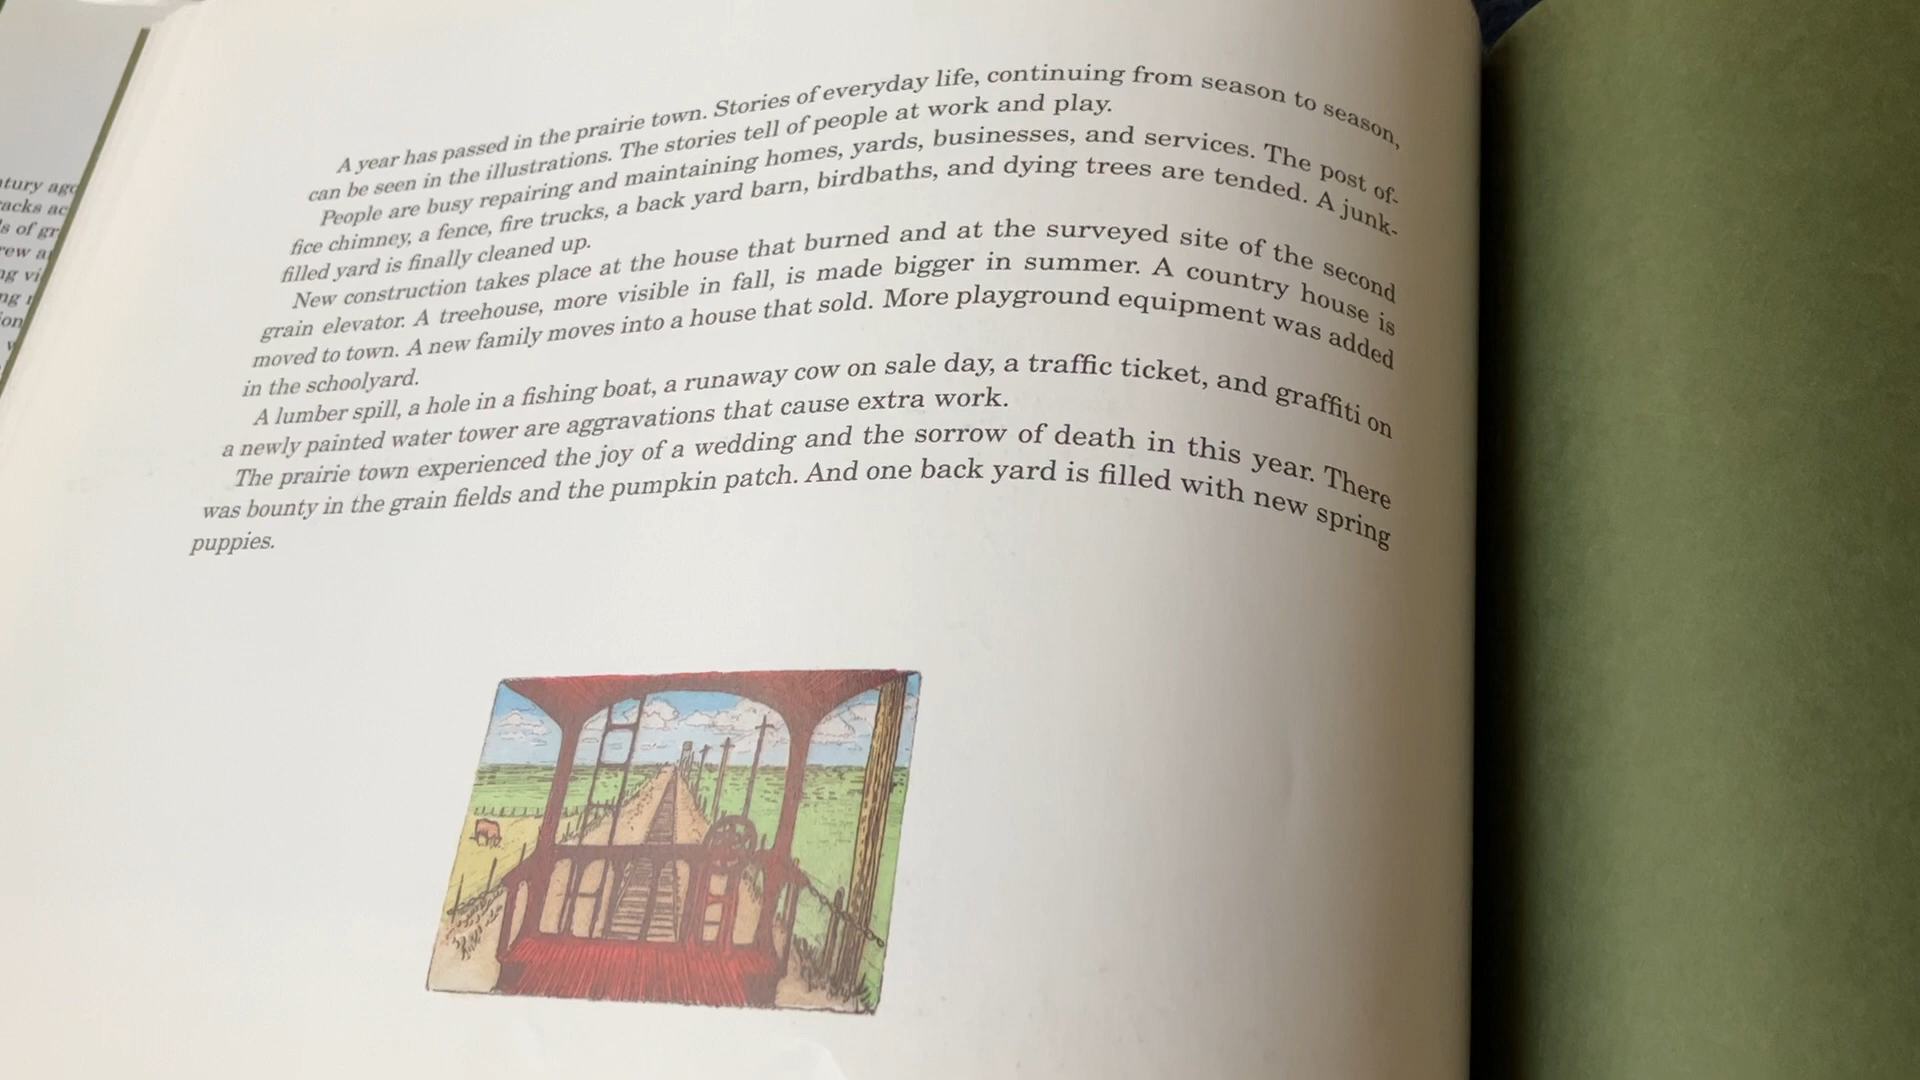 A year has passed in the prairie town. Stories of everyday life, continuing from season to season,
can be seen in the illustrations. The stories tell of people at work and play.
People are busy repairing and maintaining homes, yards, businesses, and services. The post of-
fice chimney, a fence, fire trucks, a back yard barn, birdbaths, and dying trees are tended. A junk-
filled yard is finally cleaned up.
New construction takes place at the house that burned and at the surveyed site of the second
grain elevator. A treehouse, more visible in fall, is made bigger in summer. A country house is
moved to town. A new family moves into a house that sold. More playground equipment was added
in the schoolyard.
A lumber spill, a hole in a fishing boat, a runaway cow on sale day, a traffic ticket, and graffiti on
a newly painted water tower are aggravations that cause extra work.
The prairie town experienced the joy of a wedding and the sorrow of death in this year. There
was bounty in the grain fields and the pumpkin patch. And one back yard is filled with new spring
puppies.